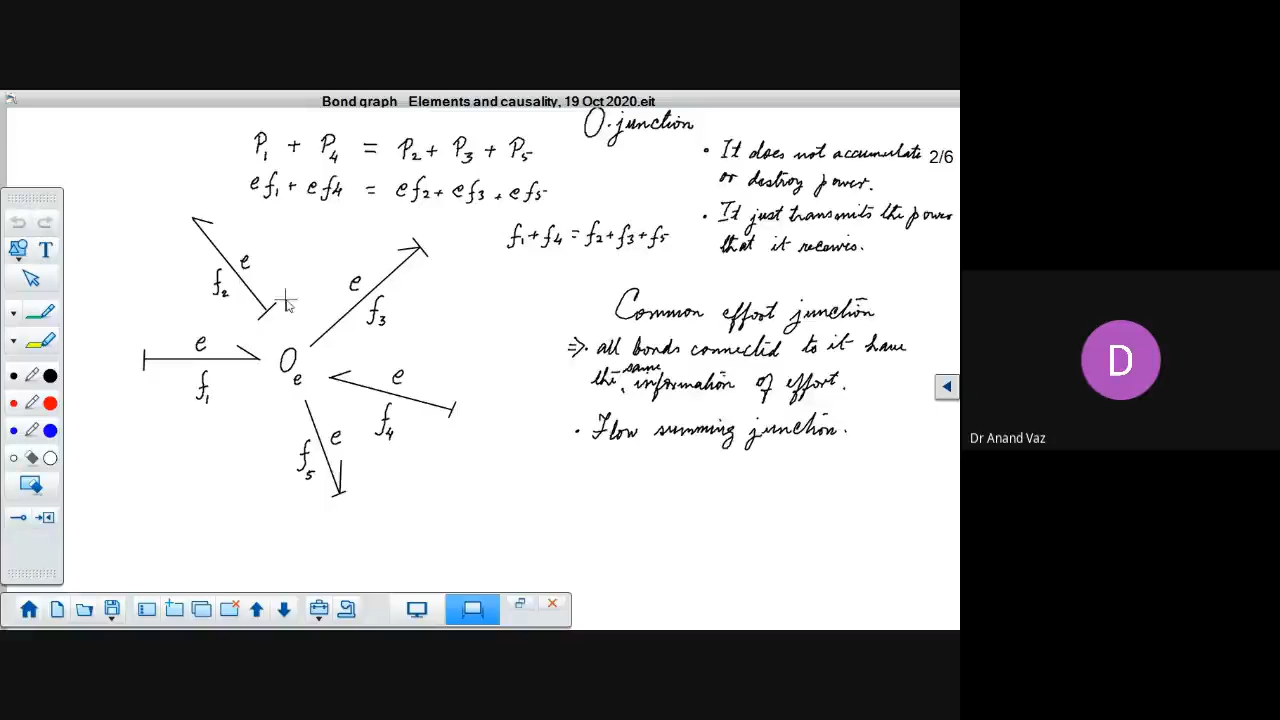 Bond graph Elements and causality, 19 Oct 2020.eit
P₁ + P₄ = P₂ + P₃ + P₅
ef₁ + ef₄ = ef₂ + ef₃ + ef₅
f₁ + f₄ = f₂ + f₃ + f₅
O-junction
• It does not accumulate
or destroy power.
2/6
• It just transmits the power
that it receives.
e
f₂
e
f₃
e
f₁
O
e
e
f₄
e
f₅
Common effort junction
⇒ • all bonds connected to it have
the same information of effort.
• Flow summing junction.
T
D
Dr Anand Vaz